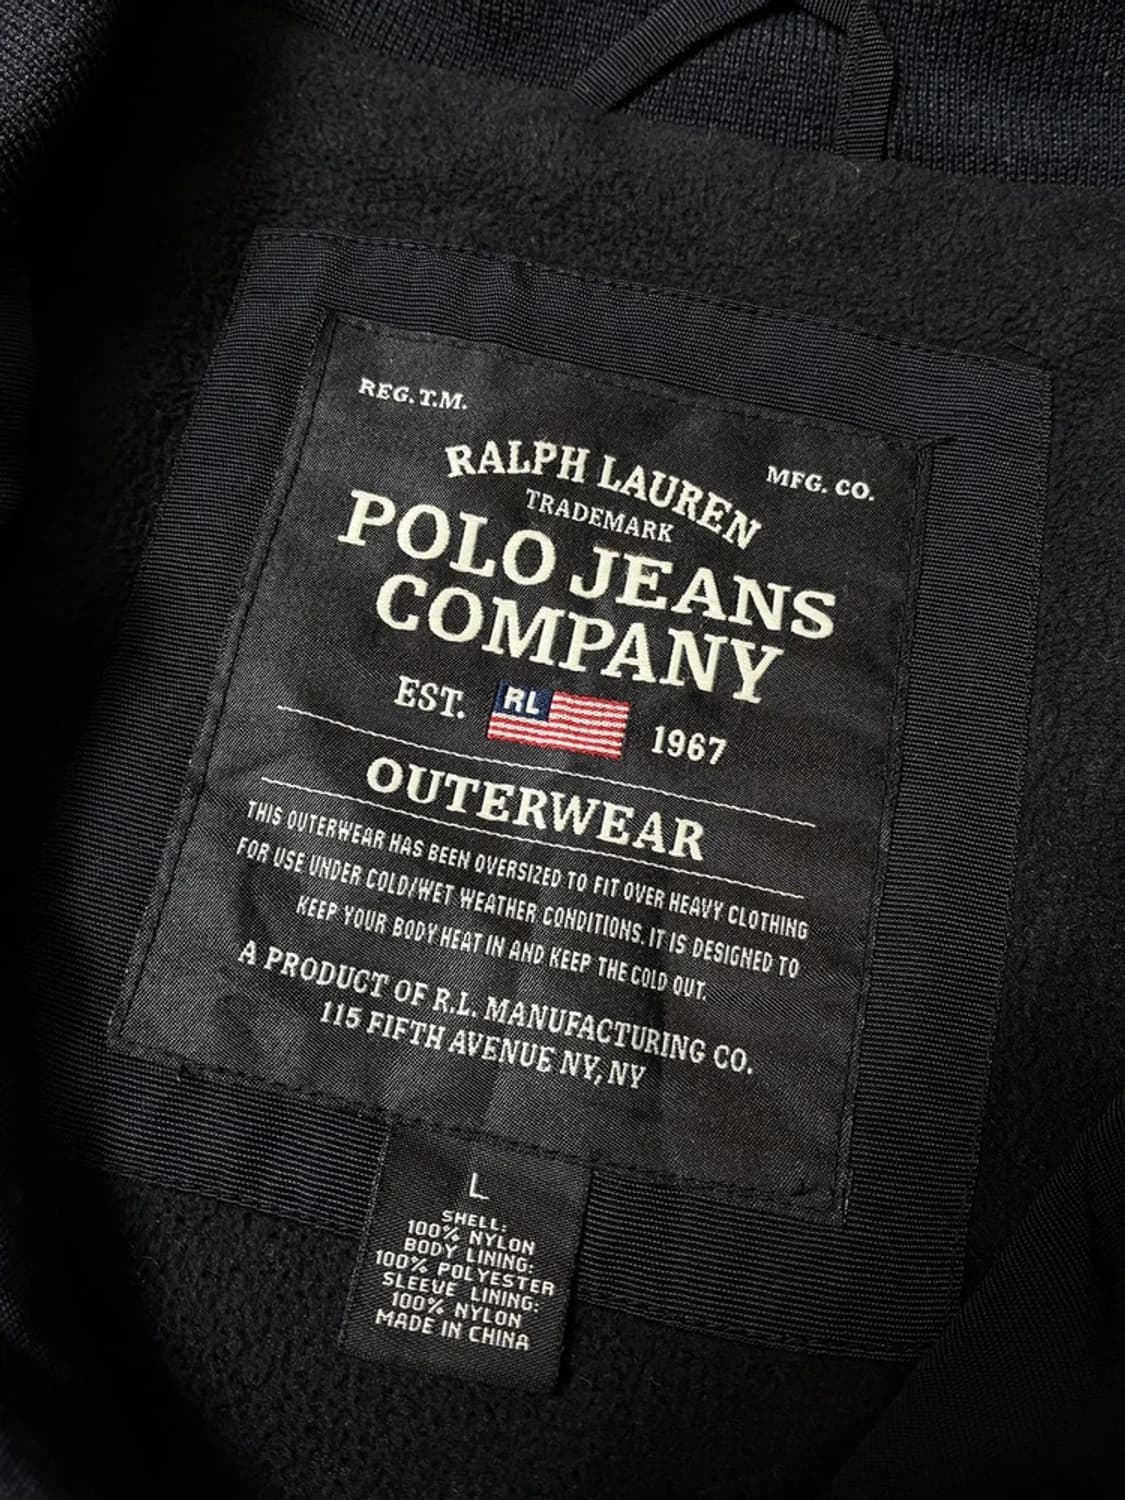 REG. T.M.
MFG. CO.
RALPH LAUREN
TRADEMARK
POLO JEANS
COMPANY
EST. RL 1967
OUTERWEAR
THIS OUTERWEAR HAS BEEN OVERSIZED TO FIT OVER HEAVY CLOTHING
FOR USE UNDER COLD/WET WEATHER CONDITIONS. IT IS DESIGNED TO
KEEP YOUR BODY HEAT IN AND KEEP THE COLD OUT.
A PRODUCT OF R.L. MANUFACTURING CO.
115 FIFTH AVENUE NY, NY
L
SHELL:
100% NYLON
BODY LINING:
100% POLYESTER
SLEEVE LINING:
100% NYLON
MADE IN CHINA